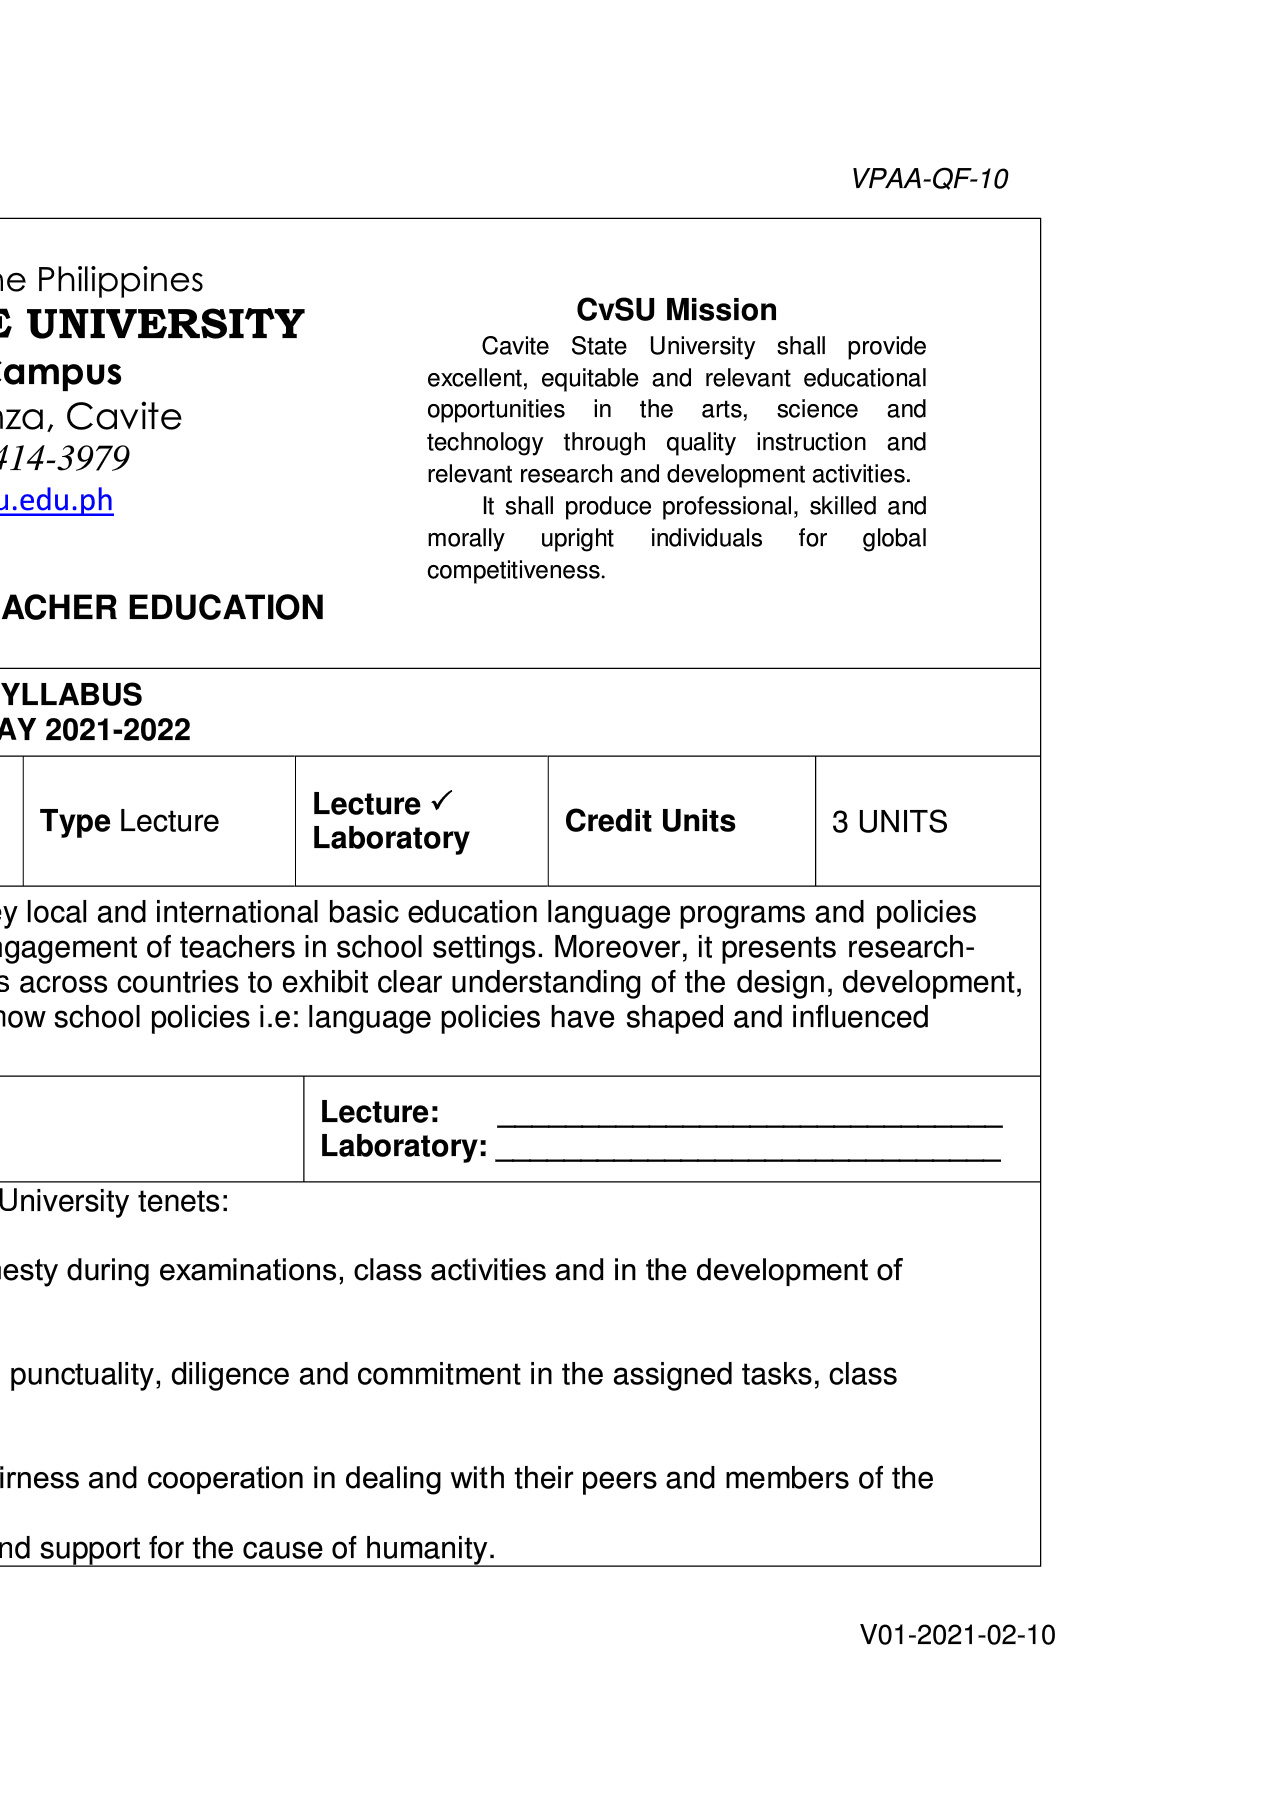 VPAA-QF-10
ne Philippines
E UNIVERSITY
Campus
nza, Cavite
414-3979
u.edu.ph
ACHER EDUCATION
CvSU Mission
Cavite State University shall provide
excellent, equitable and relevant educational
opportunities in the arts, science and
technology through quality instruction and
relevant research and development activities.
It shall produce professional, skilled and
morally upright individuals for global
competitiveness.
YLLABUS
AY 2021-2022
Type Lecture
Lecture ✓
Laboratory
Credit Units
3 UNITS
ey local and international basic education language programs and policies
ngagement of teachers in school settings. Moreover, it presents research-
s across countries to exhibit clear understanding of the design, development,
how school policies i.e: language policies have shaped and influenced
Lecture: ______________________________
Laboratory: ______________________________
University tenets:
nesty during examinations, class activities and in the development of
punctuality, diligence and commitment in the assigned tasks, class
irness and cooperation in dealing with their peers and members of the
nd support for the cause of humanity.
V01-2021-02-10